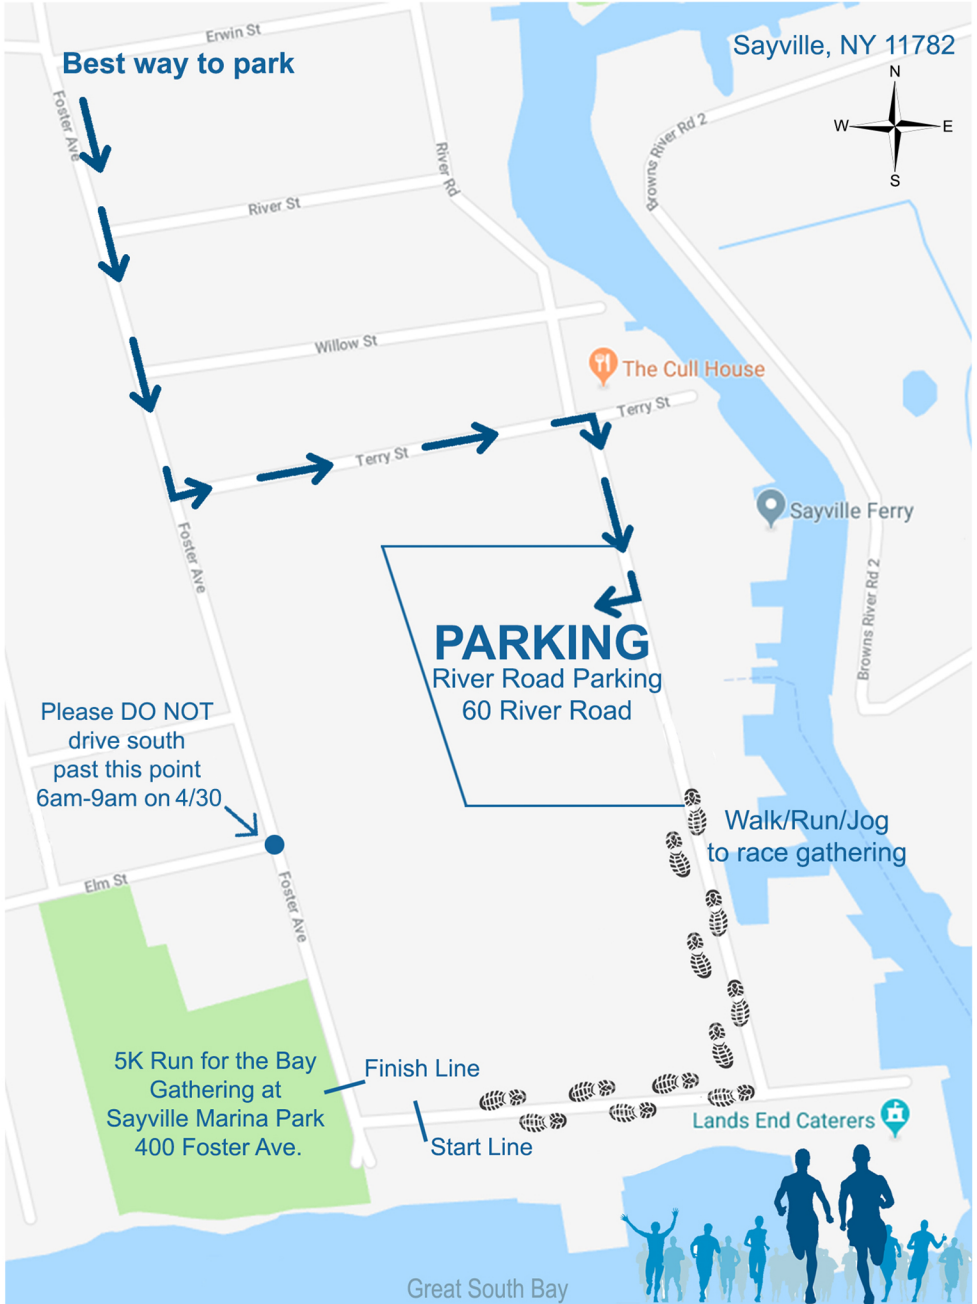 Erwin St
Sayville, NY 11782
Best way to park
N
W
E
S
Foster Ave
River Rd
Browns River Rd 2
River St
Willow St
The Cull House
Terry St
Terry St
Sayville Ferry
Foster Ave
Browns River Rd 2
PARKING
River Road Parking
60 River Road
Please DO NOT
drive south
past this point
6am-9am on 4/30
Walk/Run/Jog
to race gathering
Elm St
Foster Ave
5K Run for the Bay
Gathering at
Sayville Marina Park
400 Foster Ave.
Finish Line
Start Line
Lands End Caterers
Great South Bay